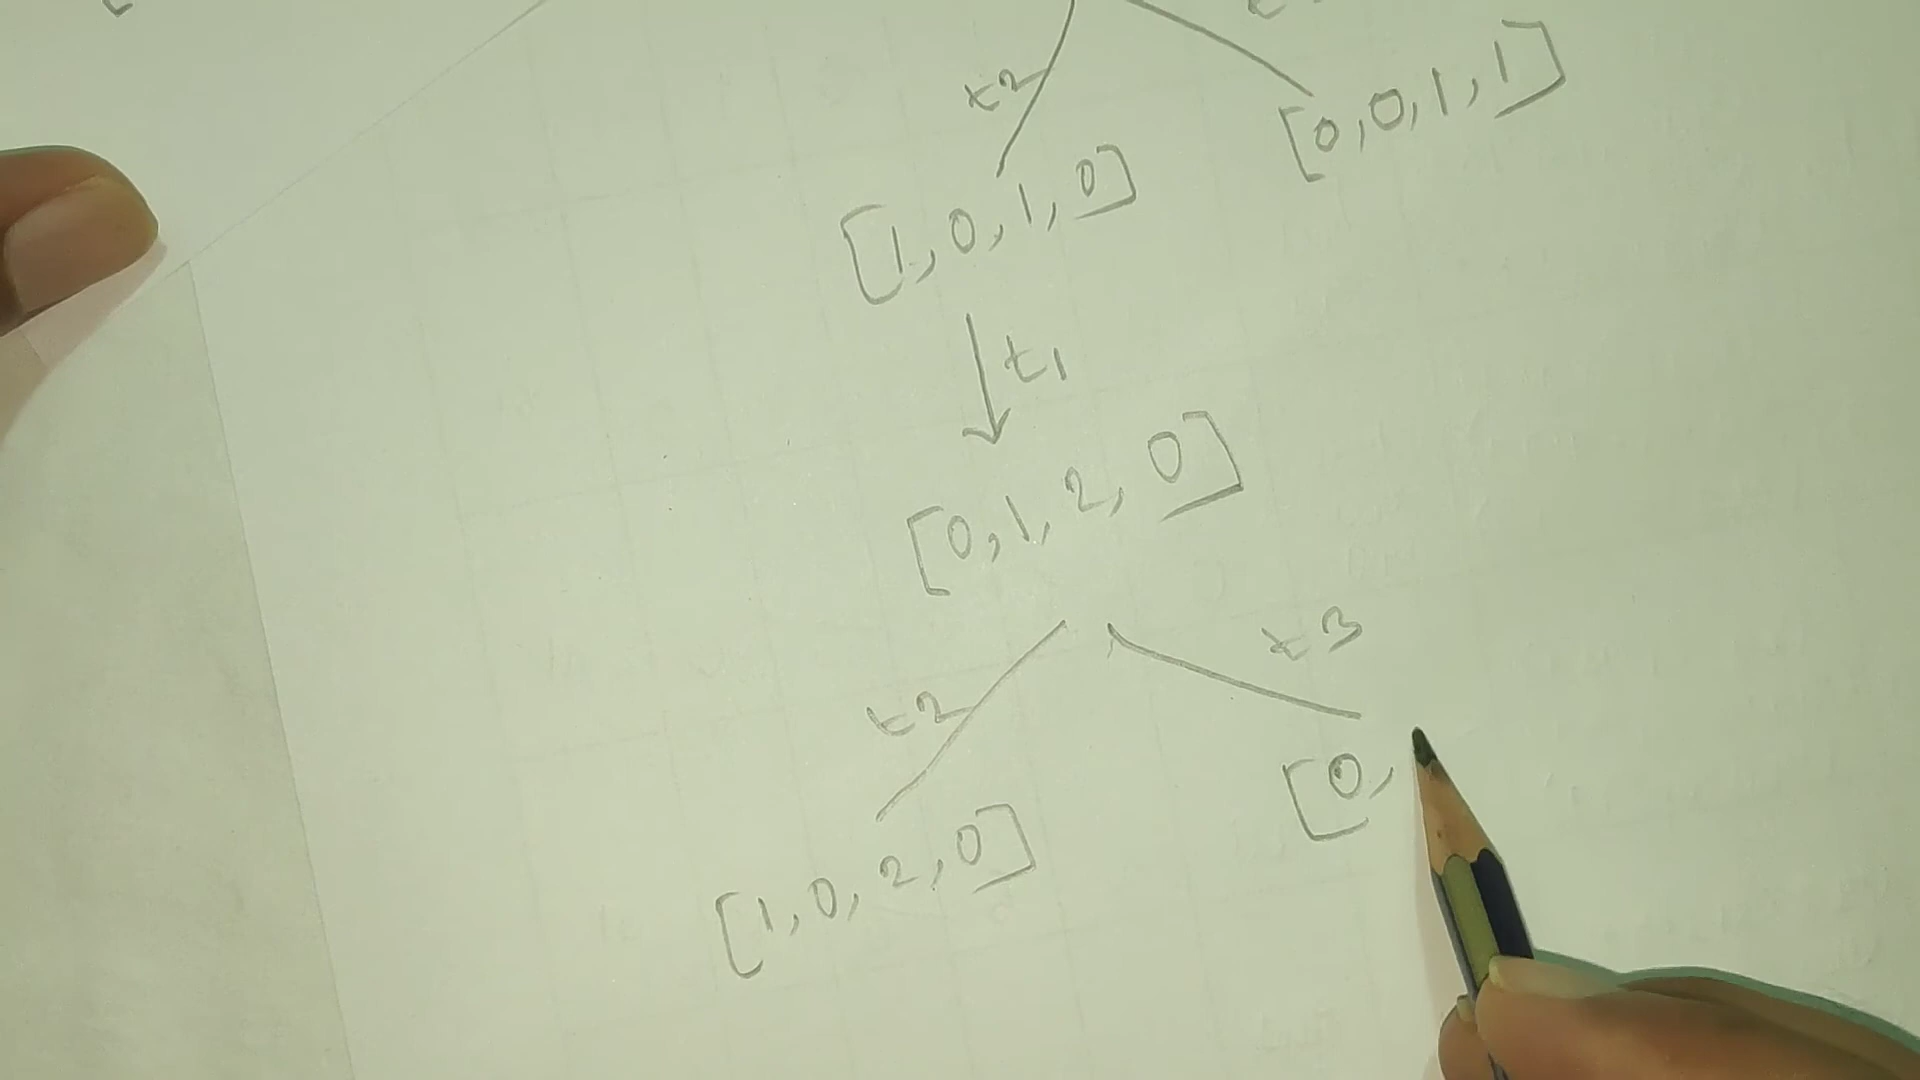 t2
[0,0,1,1]
[1,0,1,0]
t1
[0,1,2,0]
t2
t3
[1,0,2,0]
[0,